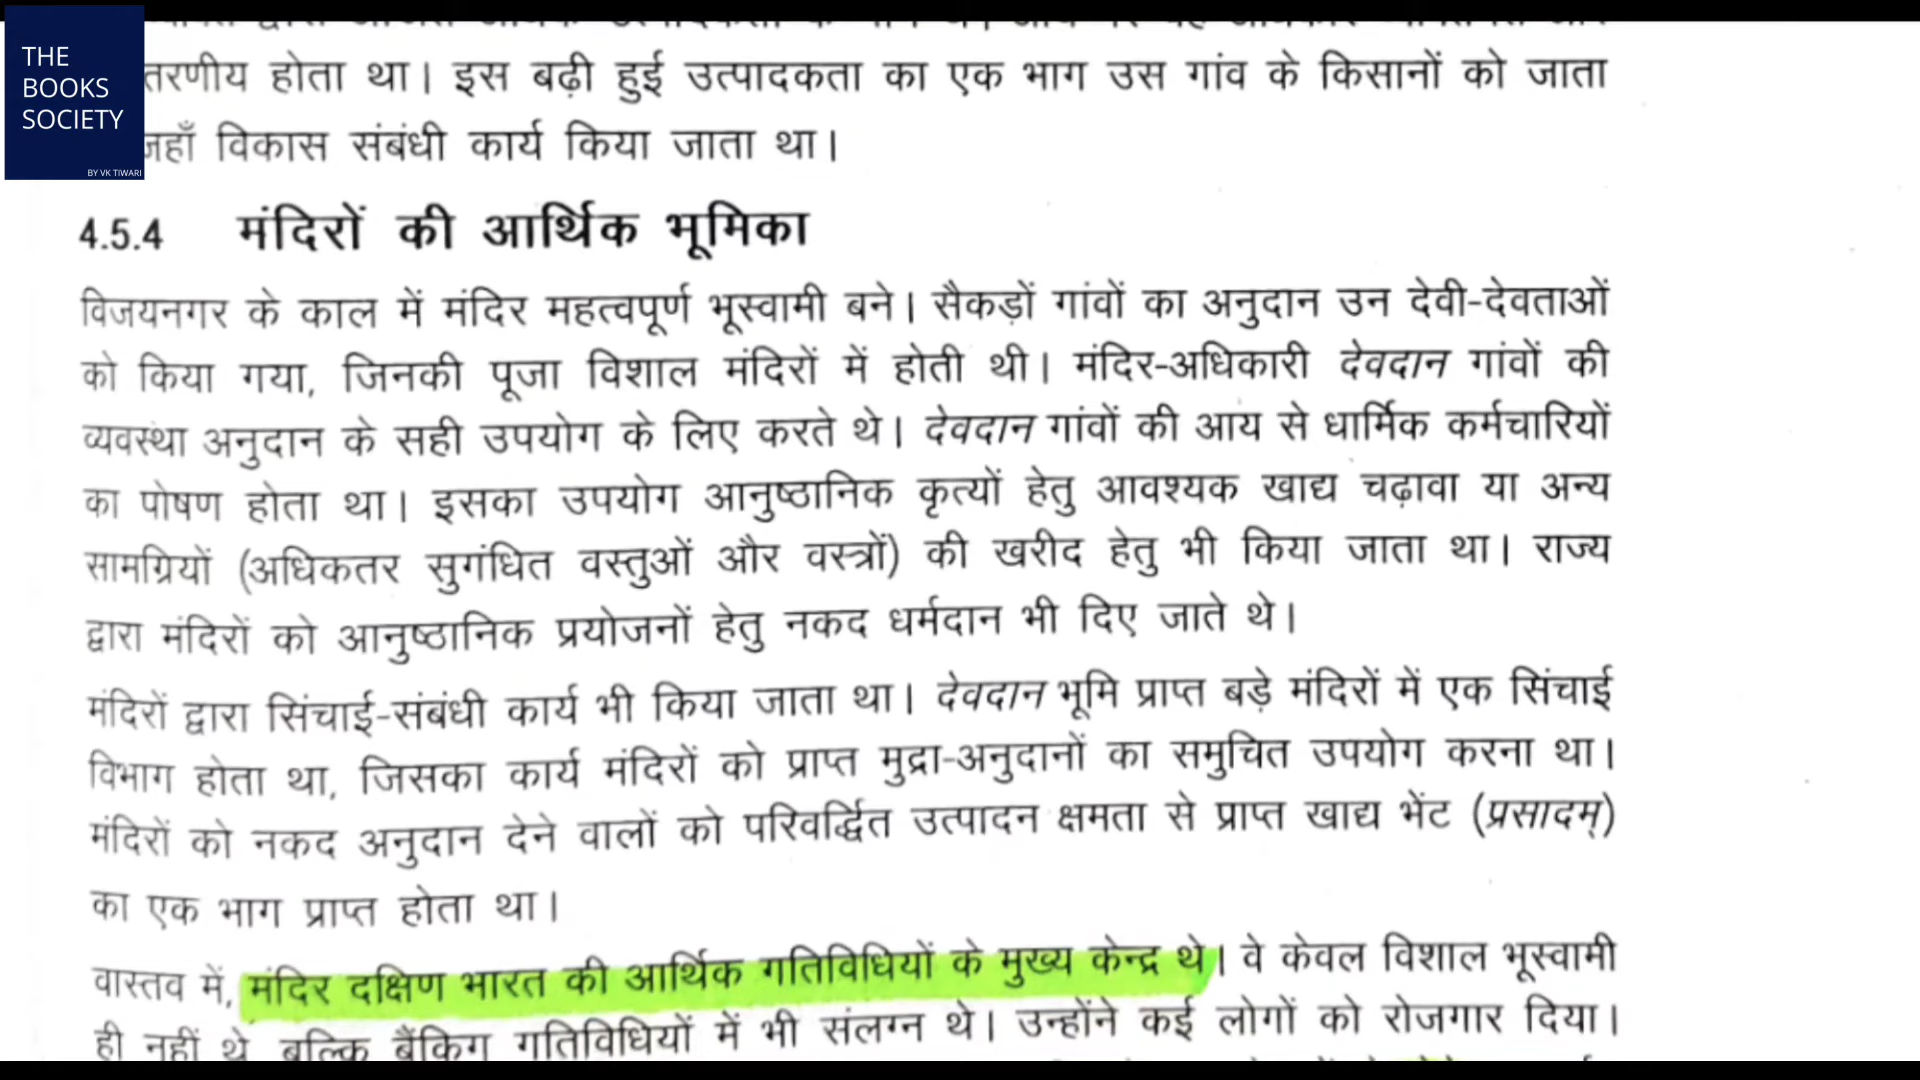 THE
BOOKS
SOCIETY
BY VK TIWARI
तरणीय होता था। इस बढ़ी हुई उत्पादकता का एक भाग उस गांव के किसानों को जाता
जहाँ विकास संबंधी कार्य किया जाता था।
4.5.4 मंदिरों की आर्थिक भूमिका
विजयनगर के काल में मंदिर महत्वपूर्ण भूस्वामी बने। सैकड़ों गांवों का अनुदान उन देवी-देवताओं
को किया गया, जिनकी पूजा विशाल मंदिरों में होती थी। मंदिर-अधिकारी देवदान गांवों की
व्यवस्था अनुदान के सही उपयोग के लिए करते थे। देवदान गांवों की आय से धार्मिक कर्मचारियों
का पोषण होता था। इसका उपयोग आनुष्ठानिक कृत्यों हेतु आवश्यक खाद्य चढ़ावा या अन्य
सामग्रियों (अधिकतर सुगंधित वस्तुओं और वस्त्रों) की खरीद हेतु भी किया जाता था। राज्य
द्वारा मंदिरों को आनुष्ठानिक प्रयोजनों हेतु नकद धर्मदान भी दिए जाते थे।
मंदिरों द्वारा सिंचाई-संबंधी कार्य भी किया जाता था। देवदान भूमि प्राप्त बड़े मंदिरों में एक सिंचाई
विभाग होता था, जिसका कार्य मंदिरों को प्राप्त मुद्रा-अनुदानों का समुचित उपयोग करना था।
मंदिरों को नकद अनुदान देने वालों को परिवर्द्धित उत्पादन क्षमता से प्राप्त खाद्य भेंट (प्रसादम्)
का एक भाग प्राप्त होता था।
वास्तव में, मंदिर दक्षिण भारत की आर्थिक गतिविधियों के मुख्य केन्द्र थे। वे केवल विशाल भूस्वामी
ही नहीं थे बल्कि बैंकिग गतिविधियों में भी संलग्न थे। उन्होंने कई लोगों को रोजगार दिया।